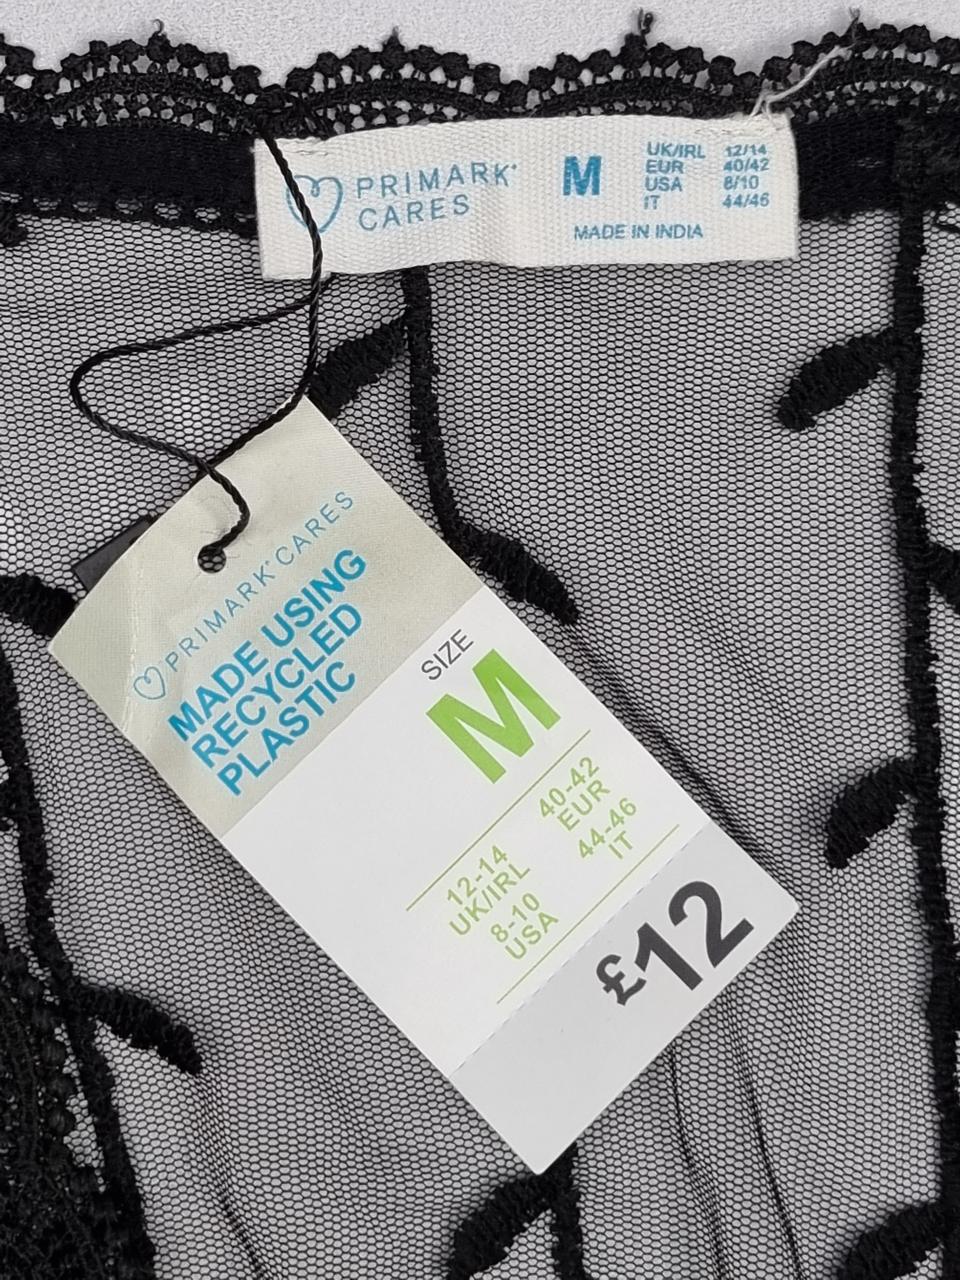 PRIMARK®
CARES
M
UK/IRL 12/14
EUR 40/42
USA 8/10
IT 44/46
MADE IN INDIA
PRIMARK®CARES
MADE USING
RECYCLED
PLASTIC
SIZE
M
12-14
UK/IRL
40-42
EUR
8-10
USA
44-46
IT
£12